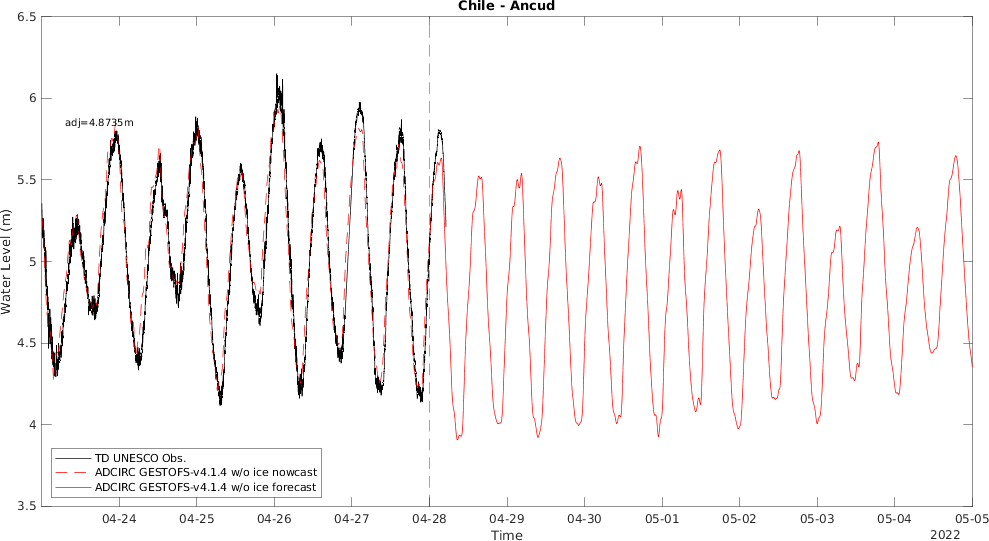 Chile - Ancud
6.5
6
5.5
5
4.5
4
3.5
Water Level (m)
adj=4.8735m
TD UNESCO Obs.
ADCIRC GESTOFS-v4.1.4 w/o ice nowcast
ADCIRC GESTOFS-v4.1.4 w/o ice forecast
04-24 04-25 04-26 04-27 04-28 04-29 04-30 05-01 05-02 05-03 05-04 05-05
Time
2022